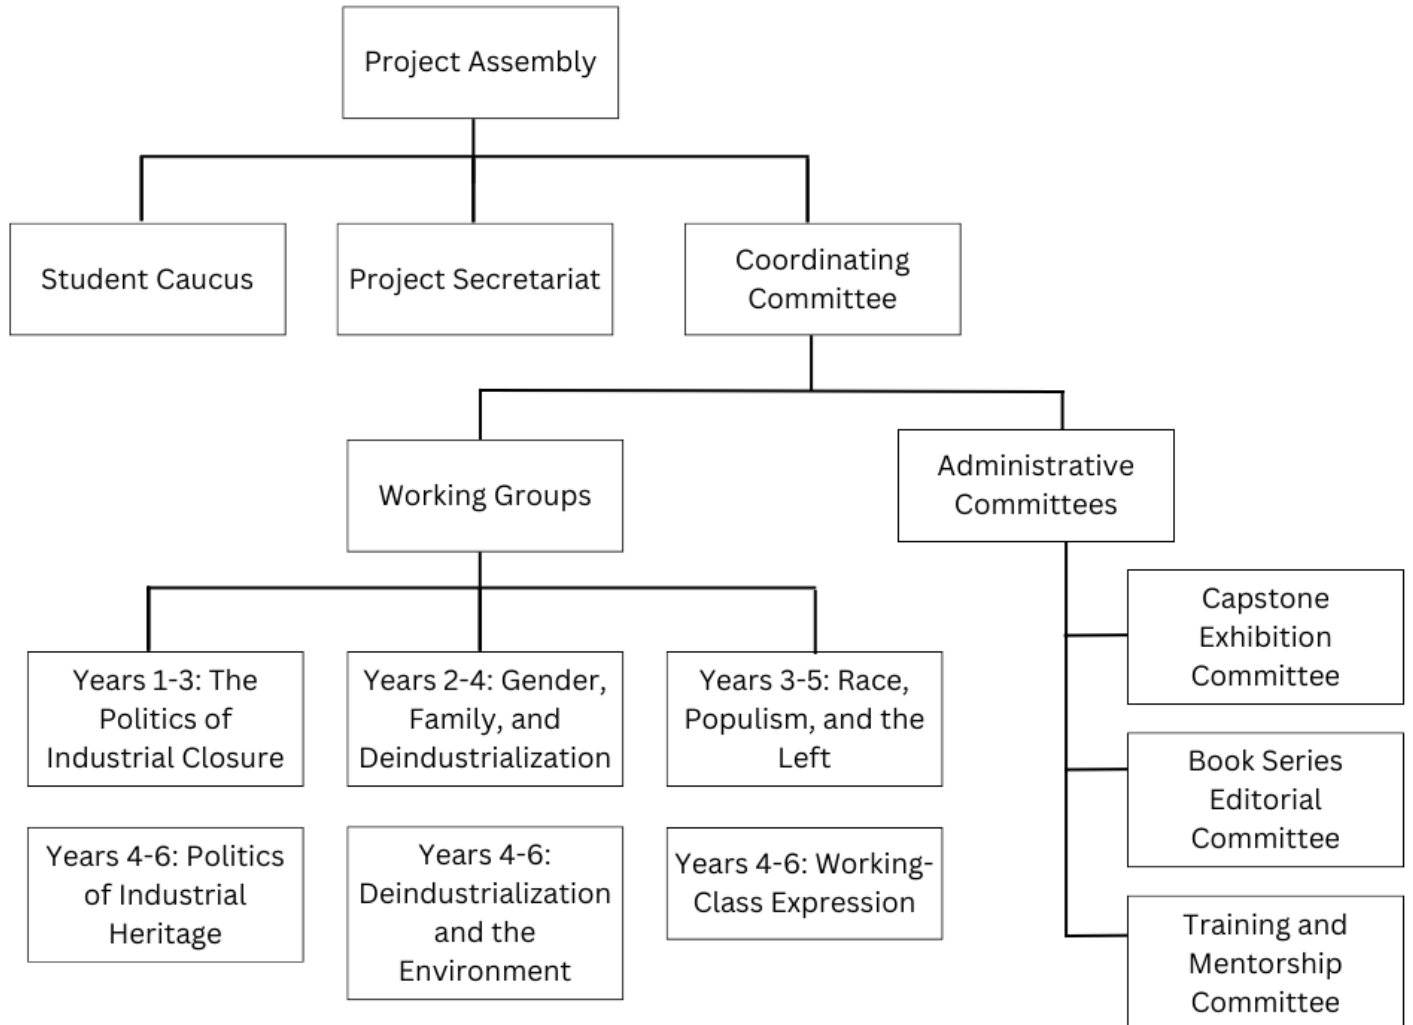 Project Assembly
Student Caucus
Project Secretariat
Coordinating
Committee
Working Groups
Administrative
Committees
Years 1-3: The
Politics of
Industrial Closure
Years 2-4: Gender,
Family, and
Deindustrialization
Years 3-5: Race,
Populism, and the
Left
Years 4-6: Politics
of Industrial
Heritage
Years 4-6:
Deindustrialization
and the
Environment
Years 4-6: Working-
Class Expression
Capstone
Exhibition
Committee
Book Series
Editorial
Committee
Training and
Mentorship
Committee